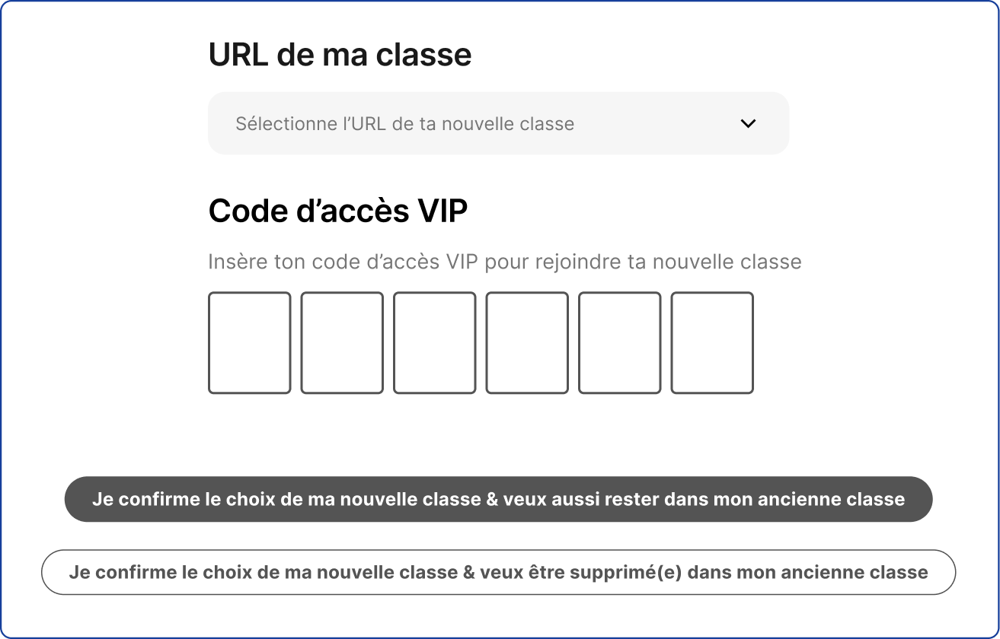 URL de ma classe
Sélectionne l’URL de ta nouvelle classe
Code d’accès VIP
Insère ton code d’accès VIP pour rejoindre ta nouvelle classe
Je confirme le choix de ma nouvelle classe & veux aussi rester dans mon ancienne classe
Je confirme le choix de ma nouvelle classe & veux être supprimé(e) dans mon ancienne classe